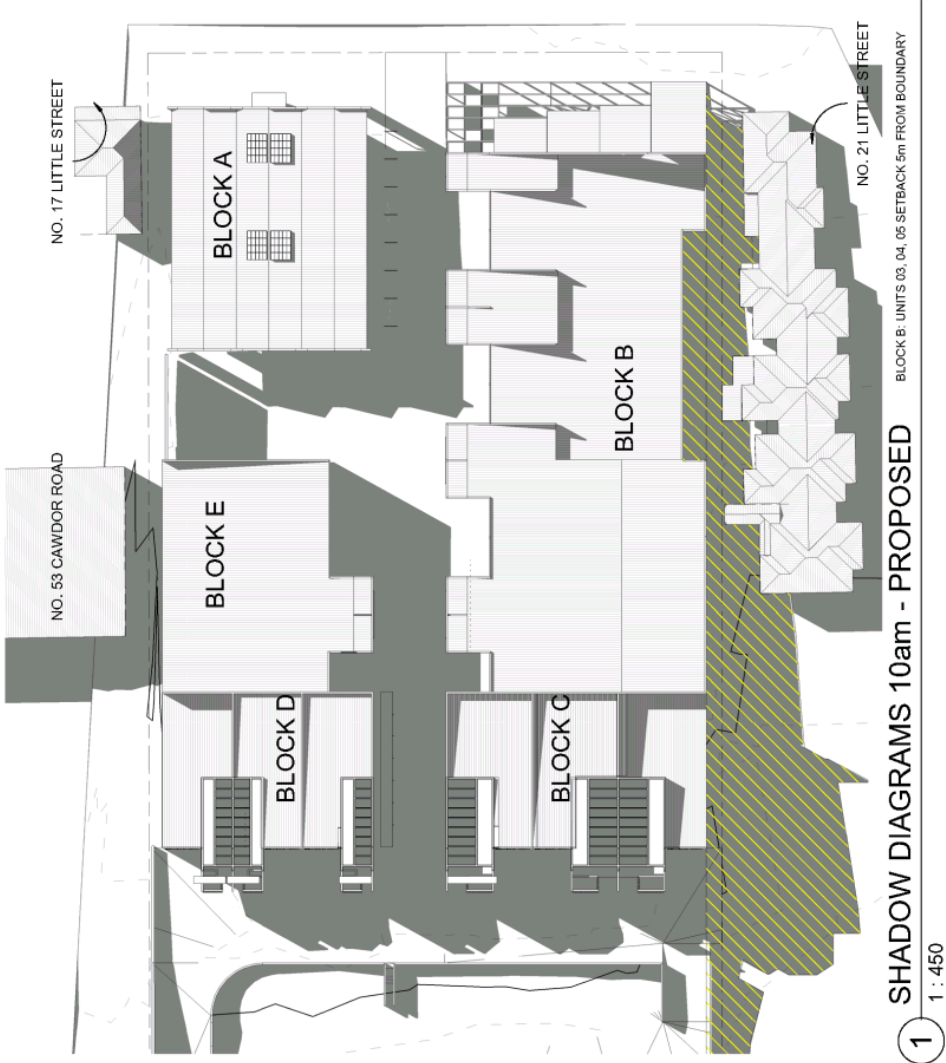 NO. 53 CAWDOR ROAD
NO. 17 LITTLE STREET
BLOCK D
BLOCK E
BLOCK A
BLOCK C
BLOCK B
NO. 21 LITTLE STREET
BLOCK B: UNITS 03, 04, 05 SETBACK 5m FROM BOUNDARY
1
SHADOW DIAGRAMS 10am - PROPOSED
1 : 450